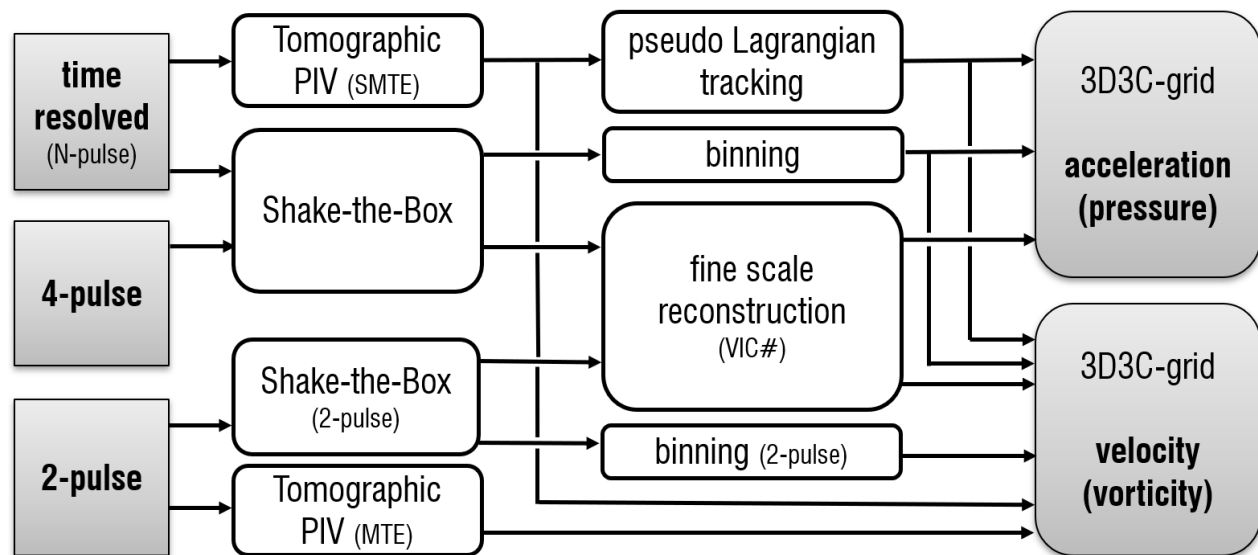 time
resolved
(N-pulse)
4-pulse
2-pulse
Tomographic
PIV (SMTE)
Shake-the-Box
Shake-the-Box
(2-pulse)
Tomographic
PIV (MTE)
pseudo Lagrangian
tracking
binning
fine scale
reconstruction
(VIC#)
binning (2-pulse)
3D3C-grid
acceleration
(pressure)
3D3C-grid
velocity
(vorticity)